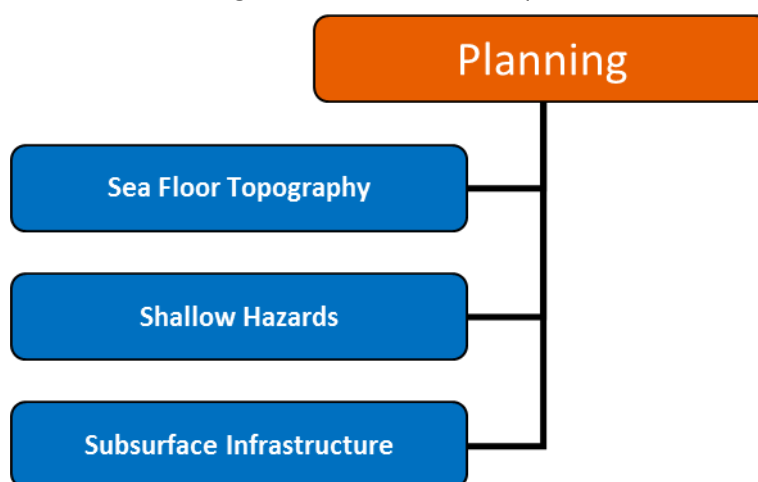 Planning
Sea Floor Topography
Shallow Hazards
Subsurface Infrastructure